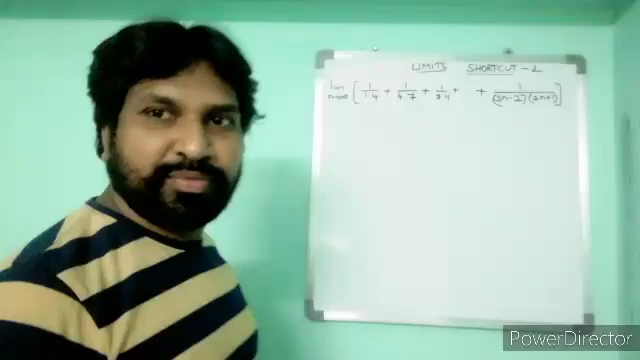 LIMITS SHORTCUT - 2
lim n→∞ [ 1/1·4 + 1/4·7 + 1/7·11 + + 1/(3n-2)(3n+1) ]
PowerDirector